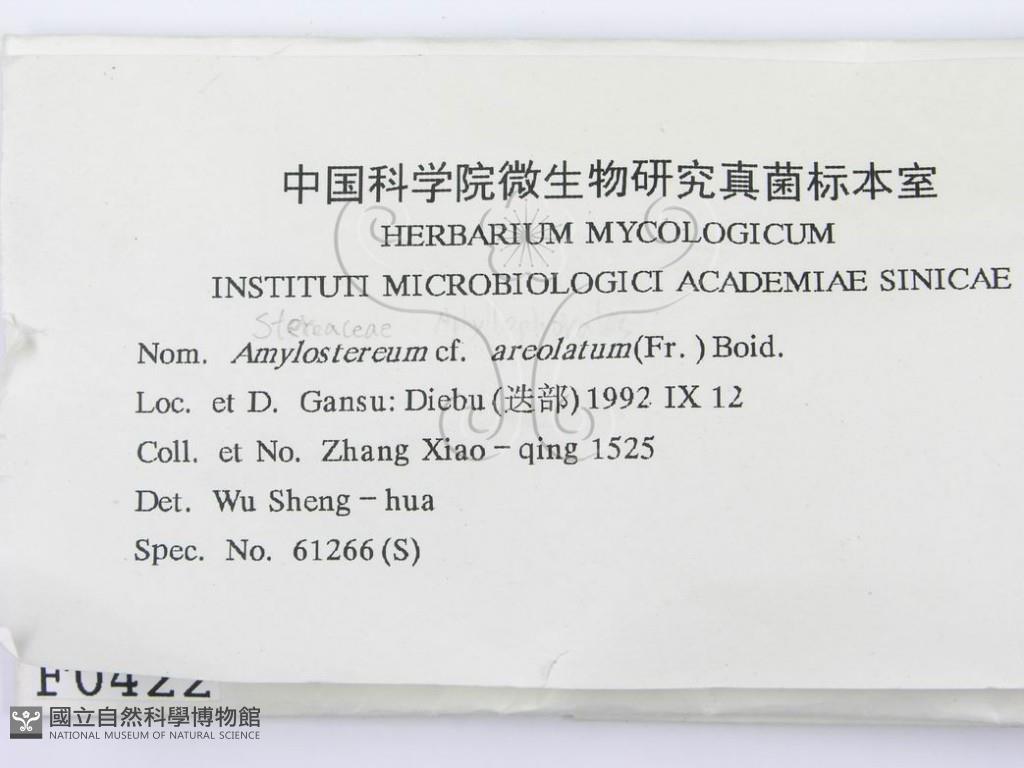 中国科学院微生物研究真菌标本室
HERBARIUM MYCOLOGICUM
INSTITUTI MICROBIOLOGICI ACADEMIAE SINICAE
Stereaceae
Nom. Amylostereum cf. areolatum(Fr.) Boid.
Loc. et D. Gansu: Diebu(迭部)1992 IX 12
Coll. et No. Zhang Xiao-qing 1525
Det. Wu Sheng-hua
Spec. No. 61266(S)
F0422
國立自然科學博物館
NATIONAL MUSEUM OF NATURAL SCIENCE